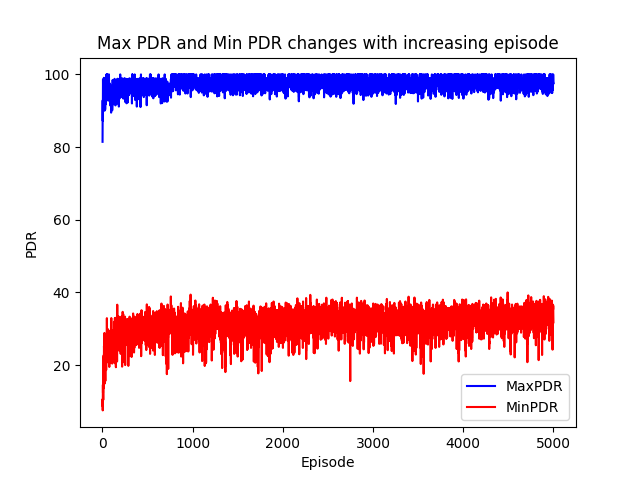 Max PDR and Min PDR changes with increasing episode
100
80
60
40
20
PDR
0 1000 2000 3000 4000 5000
Episode
MaxPDR
MinPDR